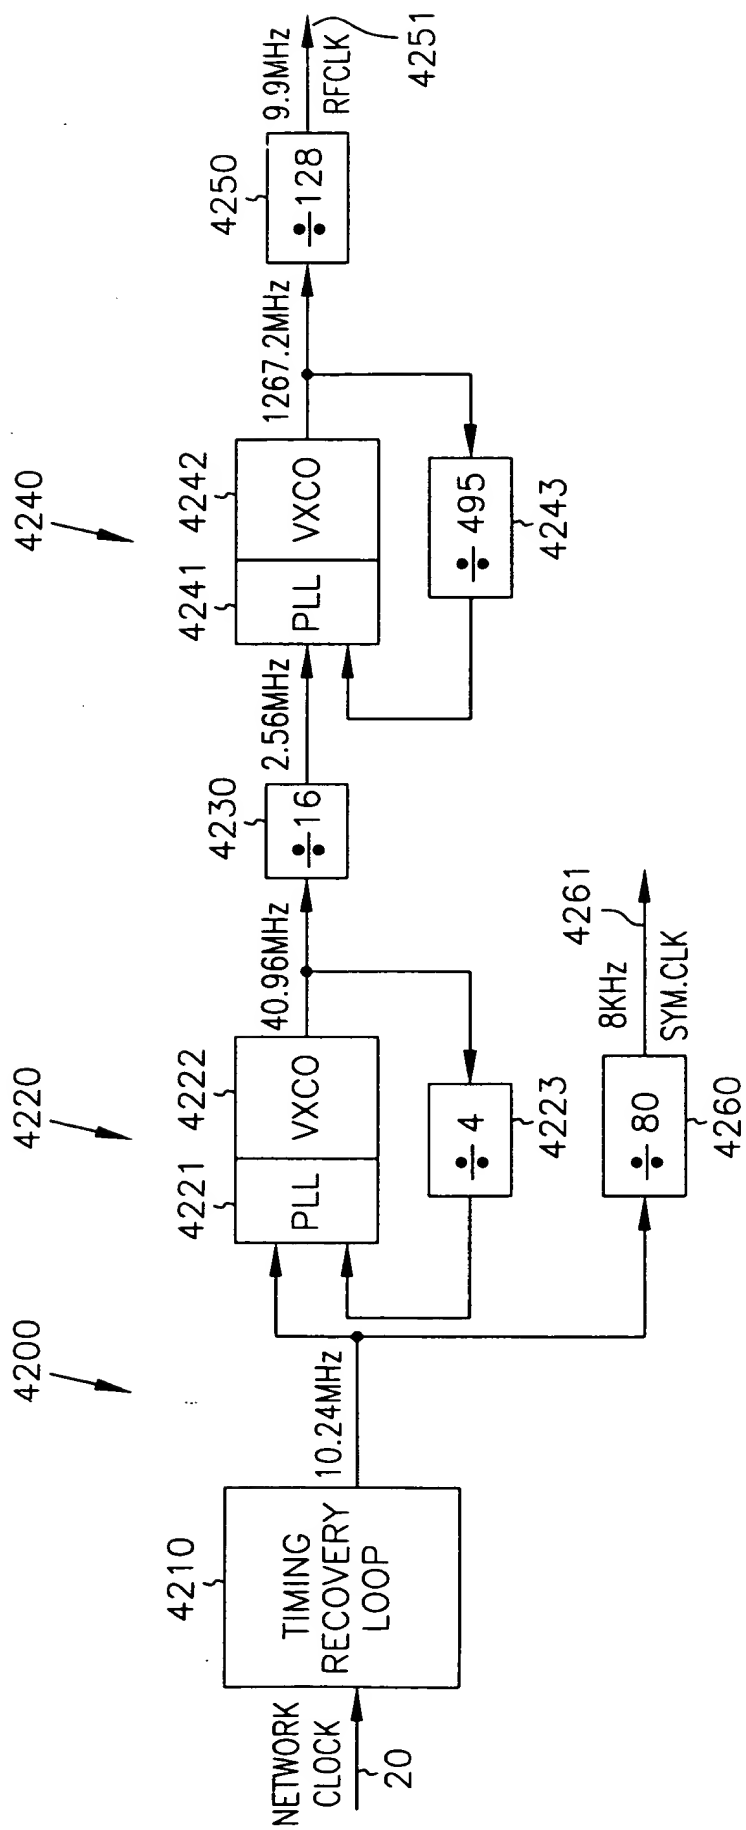 4200
4220
4240
NETWORK
CLOCK
20
4210
TIMING
RECOVERY
LOOP
10.24MHz
4221
4222
PLL
VXCO
÷ 4
4223
40.96MHz
4230
÷ 16
2.56MHz
4241
4242
PLL
VXCO
÷ 495
4243
1267.2MHz
4250
÷ 128
9.9MHz
RFCLK
4251
÷ 80
4260
8KHz
SYM.CLK
4261